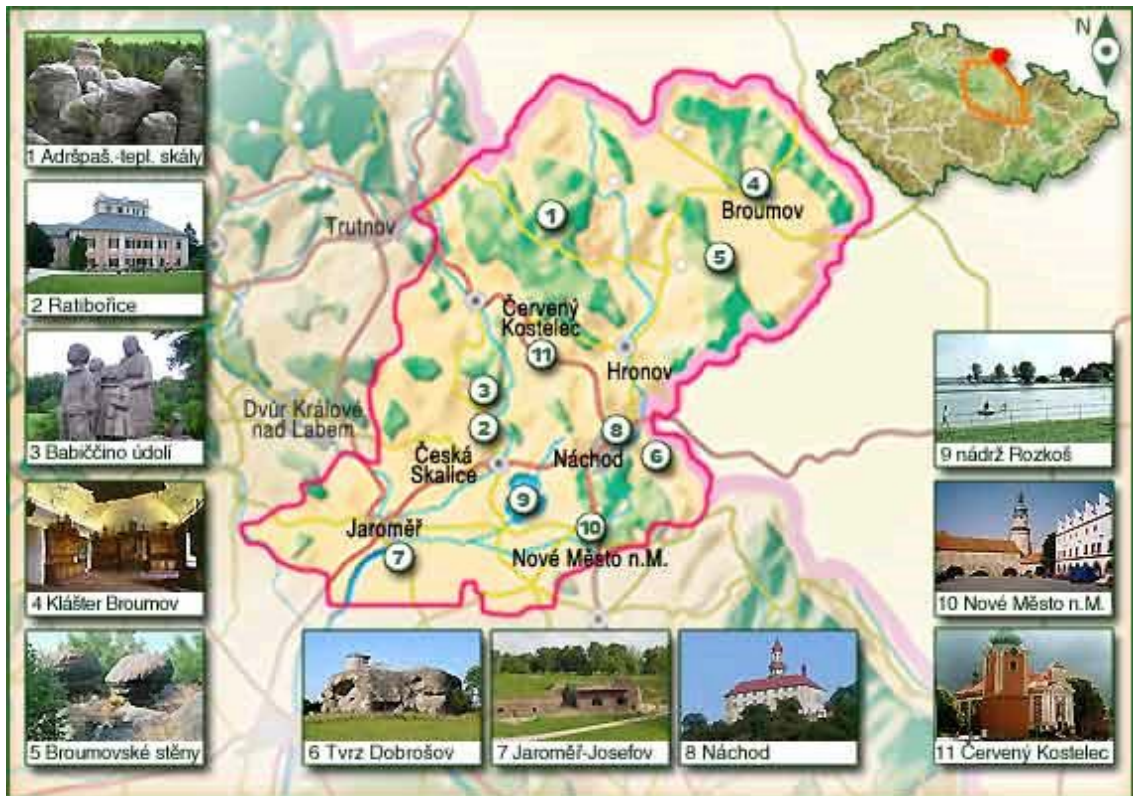 1 Adršpaš.-tepl. skály
2 Ratibořice
3 Babiččino údolí
4 Klášter Broumov
5 Broumovské stěny
6 Tvrz Dobrošov
7 Jaroměř-Josefov
8 Náchod
9 nádrž Rozkoš
10 Nové Město n.M.
11 Červený Kostelec
N
4
Broumov
1
Trutnov
5
Červený
Kostelec
11
Hronov
3
Dvůr Králové
nad Labem
2
8
Česká
Skalice
Náchod
6
9
Jaroměř
7
10
Nové Město n.M.